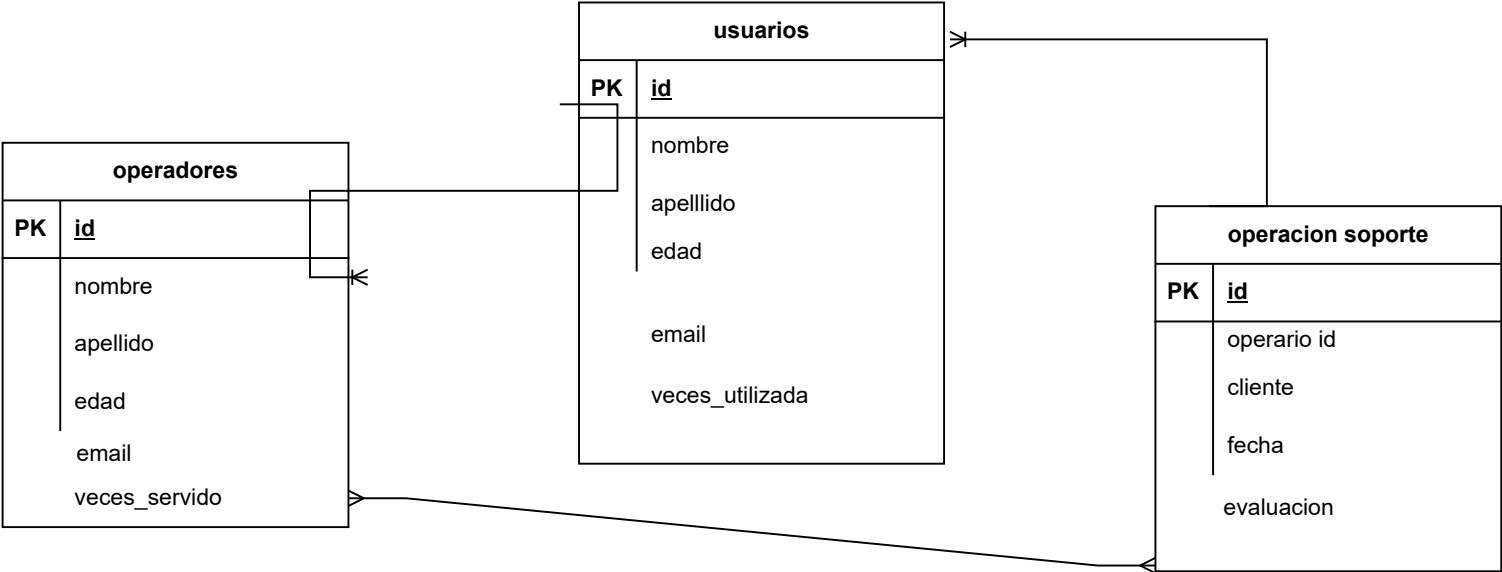 usuarios
PK id
nombre
apelllido
edad
email
veces_utilizada
operadores
PK id
nombre
apellido
edad
email
veces_servido
operacion soporte
PK id
operario id
cliente
fecha
evaluacion